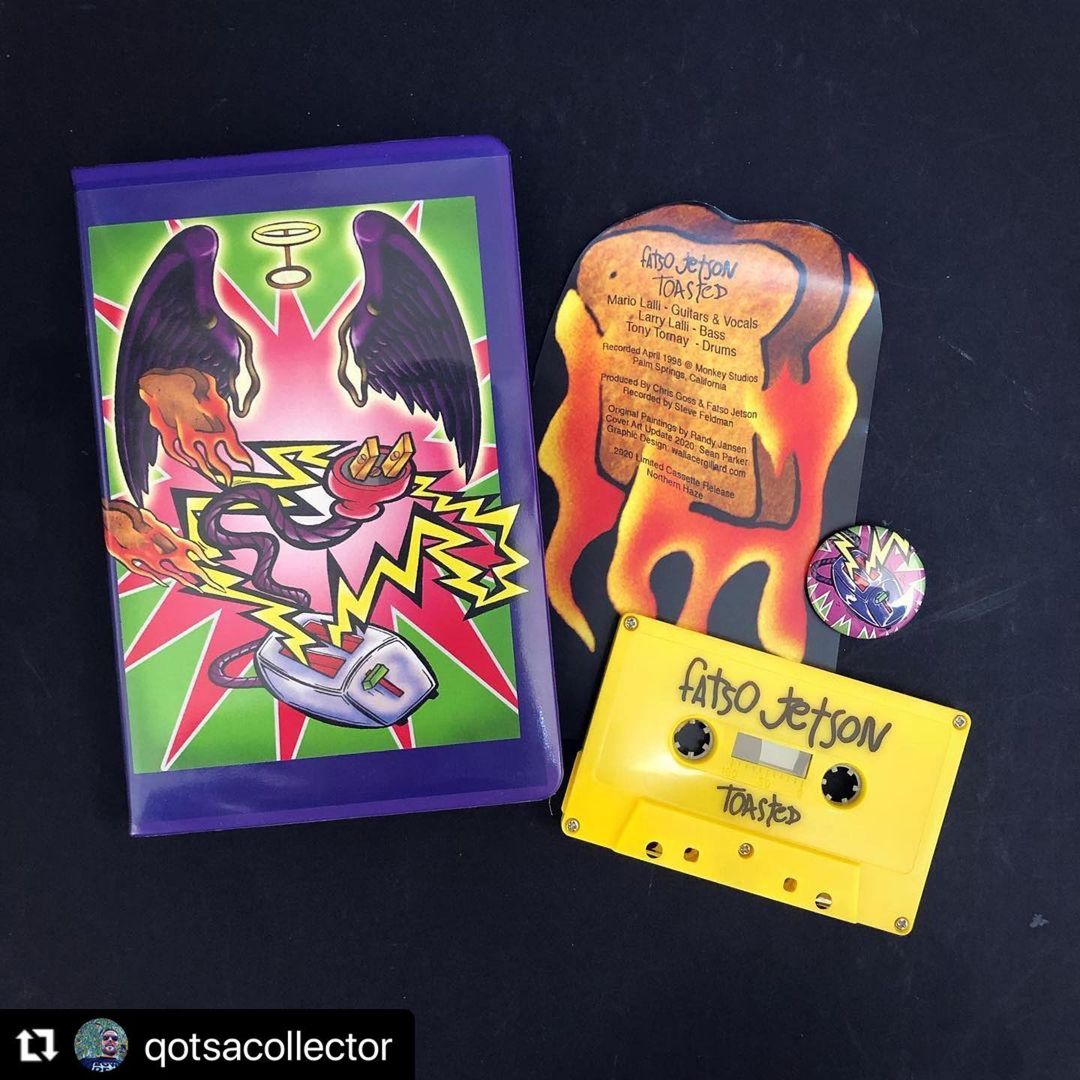 fatso jetson
toasted
Mario Lalli - Guitars & Vocals
Larry Lalli - Bass
Tony Tornay - Drums
Recorded April 1998 @ Monkey Studios
Palm Springs, California
Produced By Chris Goss & Fatso Jetson
Recorded by Steve Feldman
Original Paintings by Randy Jansen
Cover Art Update 2020: Sean Parker
Graphic Design: wallacergillard.com
2020 Limited Cassette Release
Northern Haze
fatso jetson
toasted
qotsacollector